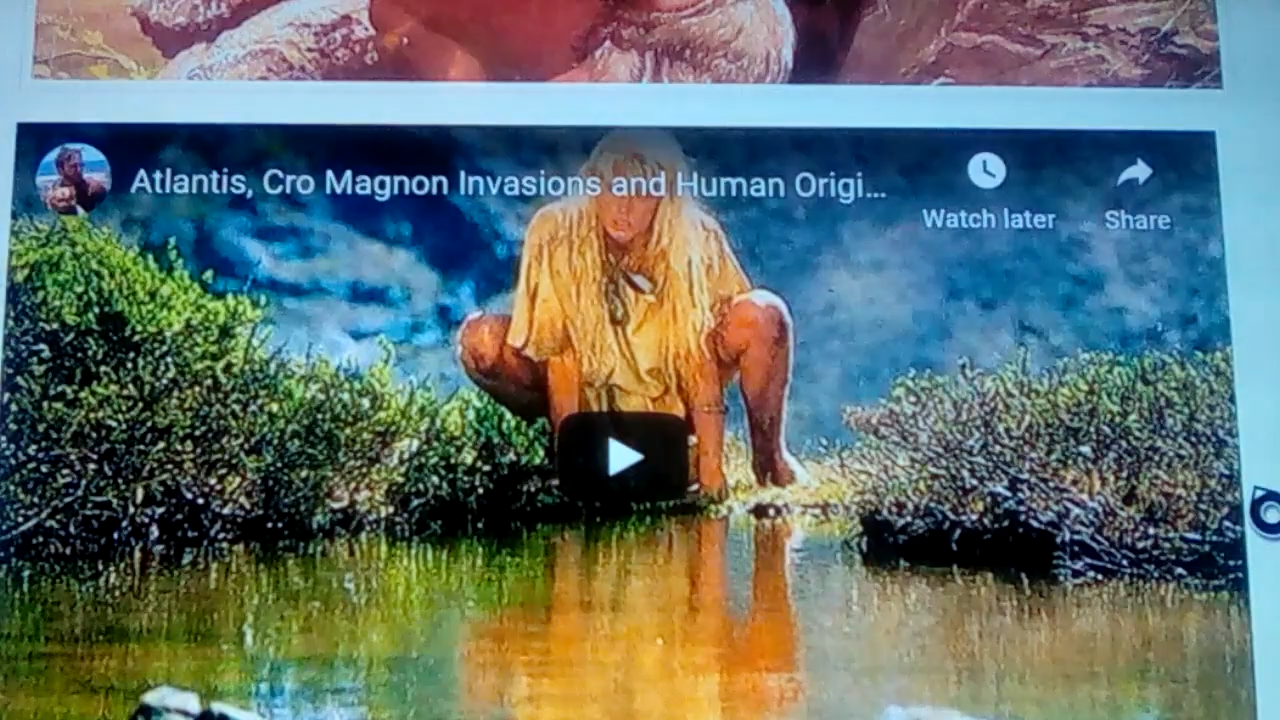 Atlantis, Cro Magnon Invasions and Human Origi...
Watch later
Share